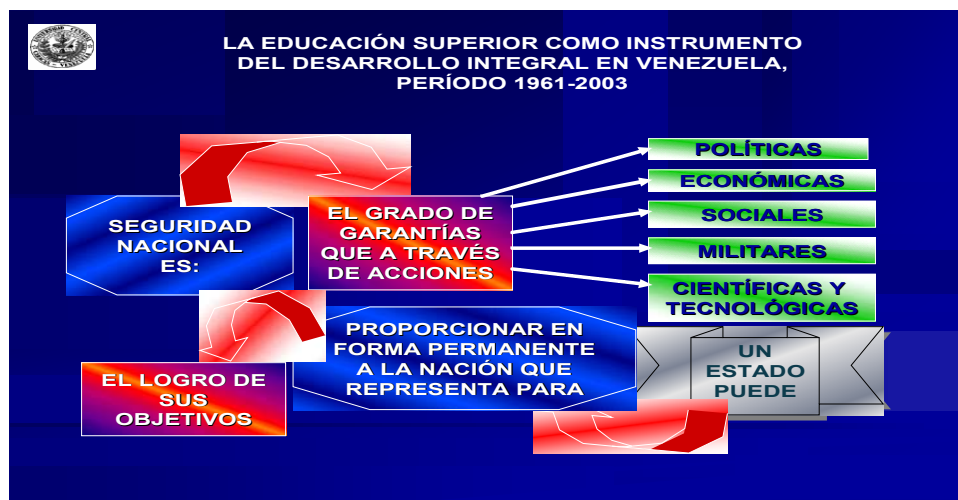 LA EDUCACIÓN SUPERIOR COMO INSTRUMENTO
DEL DESARROLLO INTEGRAL EN VENEZUELA,
PERÍODO 1961-2003
SEGURIDAD
NACIONAL
ES:
EL GRADO DE
GARANTÍAS
QUE A TRAVÉS
DE ACCIONES
POLÍTICAS
ECONÓMICAS
SOCIALES
MILITARES
CIENTÍFICAS Y
TECNOLÓGICAS
UN
ESTADO
PUEDE
PROPORCIONAR EN
FORMA PERMANENTE
A LA NACIÓN QUE
REPRESENTA PARA
EL LOGRO DE
SUS
OBJETIVOS